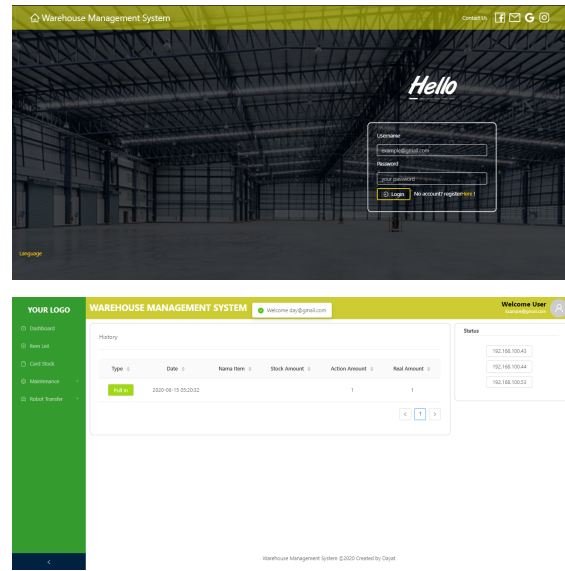 Warehouse Management System
Contact Us
Hello
Username
example@gmail.com
Password
your password
Login
No account? registerHere !
Language
YOUR LOGO
WAREHOUSE MANAGEMENT SYSTEM
Welcome day@gmail.com
Welcome User
Example@gmail.com
Dashboard
Item List
Card Stock
Maintenance
Robot Transfer
History
Type Date Nama Item Stock Amount Action Amount Real Amount
Pull in 2020-06-15 05:20:32 1 1
< 1 >
Status
192.168.100.43
192.168.100.44
192.168.100.53
Warehouse Management System ©2020 Created by Dayat
<